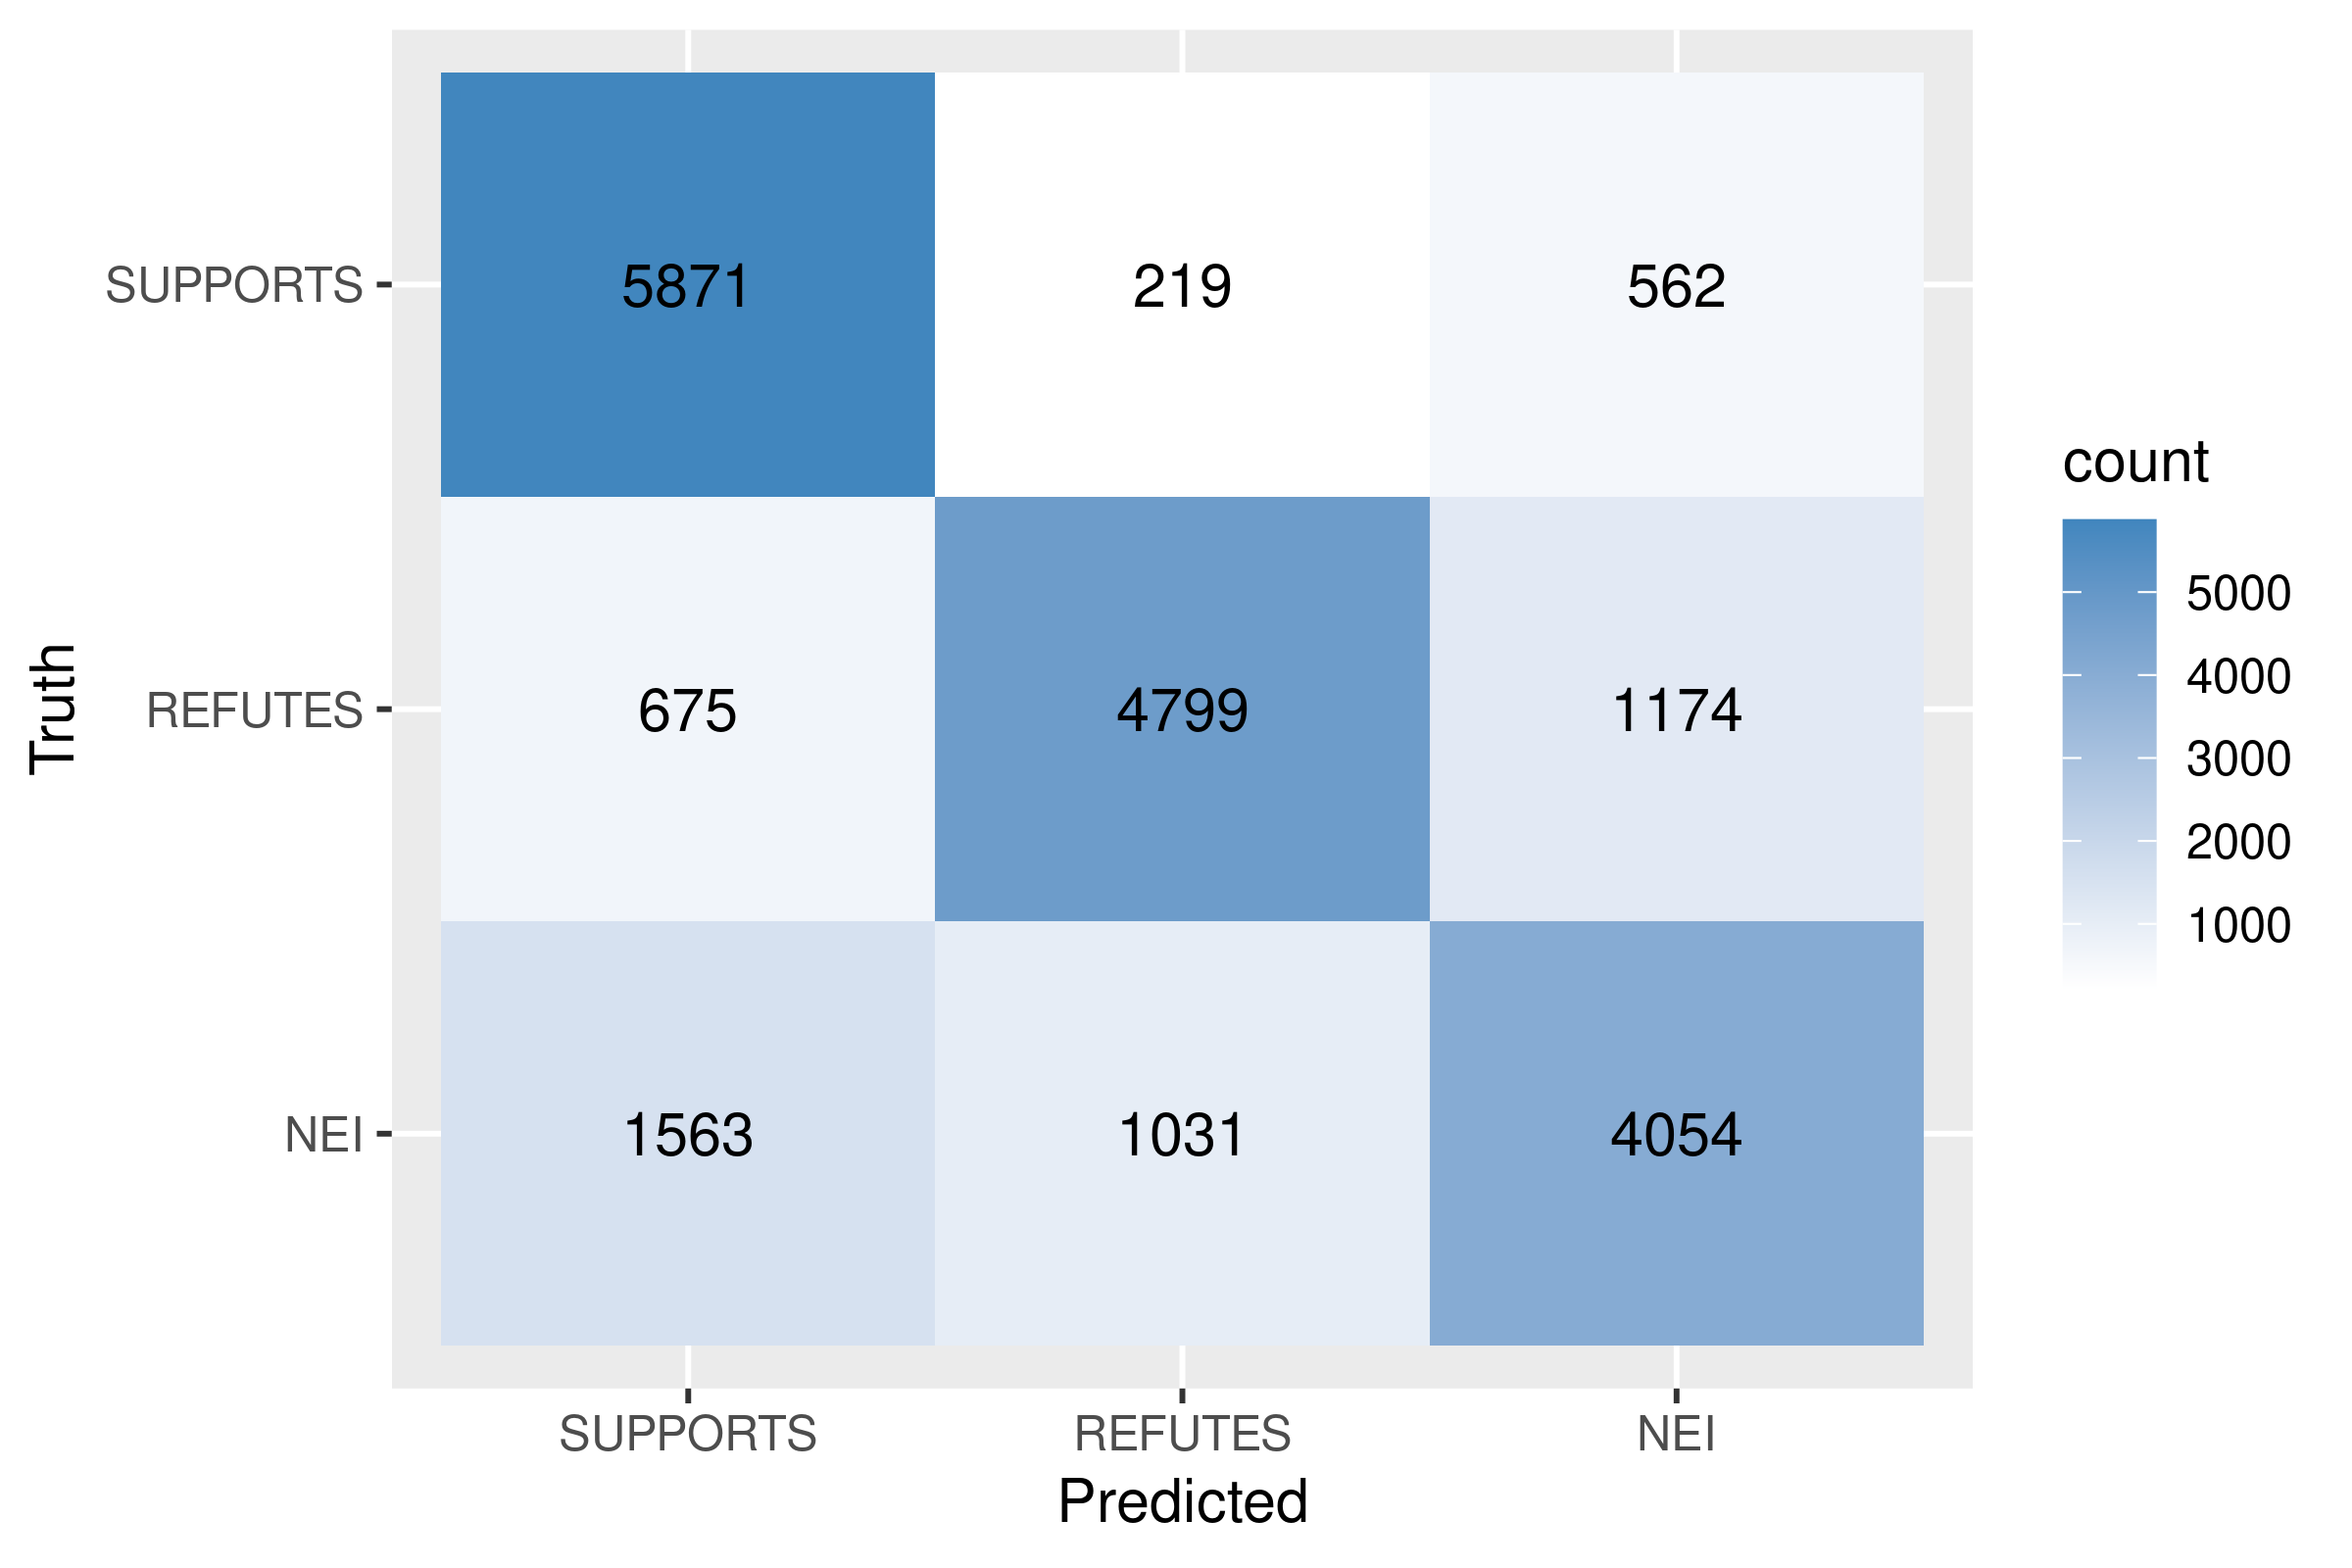 SUPPORTS 5871 219 562
REFUTES 675 4799 1174
NEI 1563 1031 4054
SUPPORTS REFUTES NEI
Predicted
Truth
count
5000
4000
3000
2000
1000